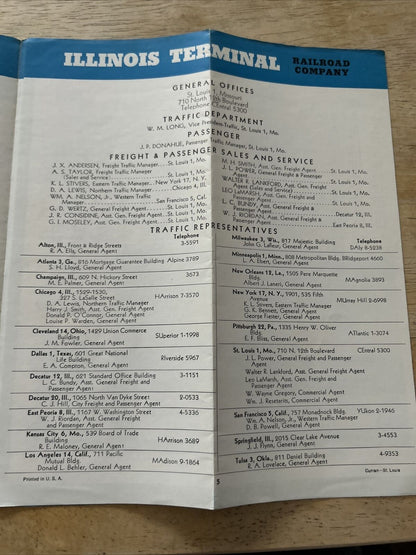 ILLINOIS TERMINAL RAILROAD COMPANY
GENERAL OFFICES
St. Louis 1, Missouri
710 North 12th Boulevard
Telephone CEntral 5300
TRAFFIC DEPARTMENT
W. M. LONG, Vice President-Traffic, St. Louis 1, Mo.
PASSENGER
J. P. DONAHUE, Passenger Traffic Manager, St. Louis 1, Mo.
FREIGHT & PASSENGER SALES AND SERVICE
J. X. ANDERSEN, Freight Traffic Manager....St. Louis 1, Mo.
A. S. TAYLOR, Freight Traffic Manager
(Sales and Service)......St. Louis 1, Mo.
K. L. STIVERS, Eastern Traffic Manager..New York 17, N.Y.
D. A. LEWIS, Northern Traffic Manager......Chicago 4, Ill.
WM. A. NELSON, Jr., Western Traffic
Manager......San Francisco 5, Cal.
G. D. WERTZ, General Freight Agent....St. Louis 1, Mo.
J. R. CONSIDINE, Asst. Gen. Freight Agent..St. Louis 1, Mo.
G. I. MOSELEY, Asst. Gen. Freight Agent....St. Louis 1, Mo.
M. H. SMITH, Asst. Gen. Freight Agent....St. Louis 1, Mo.
J. L. POWER, General Freight &
Passenger Agent......St. Louis 1, Mo.
WALTER R. LANKFORD, Asst. Gen. Freight
Agent (Sales and Service)....St. Louis 1, Mo.
LEO LaMARSH, Asst. Gen. Freight &
Passenger Agent......St. Louis 1, Mo.
L. C. BUNDY, Asst. Gen. Freight &
Passenger Agent......Decatur 12, Ill.
W. J. RIORDAN, Asst. Gen. Freight &
Passenger Agent......East Peoria 8, Ill.
TRAFFIC REPRESENTATIVES
Telephone
Alton, Ill., Front & Ridge Streets 3-5591
R. A. Ellis, General Agent
Atlanta 3, Ga., 816 Mortgage Guarantee Building Alpine 3789
S. H. Lloyd, General Agent
Champaign, Ill., 609 N. Hickory Street 3673
M. E. Palmer, General Agent
Chicago 4, Ill., 1529-1530,
327 S. LaSalle Street HArrison 7-3570
D. A. Lewis, Northern Traffic Manager
Harry J. Smith, Asst. Gen. Freight Agent
Donald P. O'Connor, General Agent
Louise P. Warden, General Agent
Cleveland 14, Ohio, 1429 Union Commerce
Building SUperior 1-1998
J. M. Fowler, General Agent
Dallas 1, Texas, 601 Great National
Life Building RIverside 5967
E. A. Compton, General Agent
Decatur 12, Ill., 621 Standard Office Building 3-1151
L. C. Bundy, Asst. General Freight and
Passenger Agent
Decatur 20, Ill., 1065 North Van Dyke Street 2-0533
C. J. Hill, City Freight and Passenger Agent
East Peoria 8, Ill., 1167 W. Washington Street 4-5336
W. J. Riordan, Asst. General Freight and
Passenger Agent
Kansas City 6, Mo., 539 Board of Trade
Building HArrison 3689
R. E. Maloney, General Agent
Los Angeles 14, Calif., 711 Pacific
Mutual Bldg. MAdison 9-1864
Donald L. Behler, General Agent
Telephone
Milwaukee 3, Wis., 817 Majestic Building
John G. Lafleur, General Agent DAly 8-5238
Minneapolis 1, Minn., 808 Metropolitan Bldg. BRidgeport 4660
L. A. Ebert, General Agent
New Orleans 12, La., 1505 Pere Marquette
Bldg. MAgnolia 3893
Albert J. Laneri, General Agent
New York 17, N.Y., 1901, 535 Fifth
Avenue MUrray Hill 2-6998
K. L. Stivers, Eastern Traffic Manager
G. K. Bennett, General Agent
George Fiester, General Agent
Pittsburgh 22, Pa., 1335 Henry W. Oliver
Bldg. ATlantic 1-3074
E. F. Bliss, General Agent
St. Louis 1, Mo., 710 N. 12th Boulevard CEntral 5300
J. L. Power, General Freight and Passenger
Agent
Walter R. Lankford, Asst. General Freight Agent
Leo LaMarsh, Asst. Gen. Freight and
Passenger Agent
W. Wayne Gregory, Commercial Agent
Wm. J. Reseterin, Commercial Agent
San Francisco 5, Calif., 757 Monadnock Bldg. YUkon 2-1946
Wm. A. Nelson, Jr., Western Traffic Manager
D. B. Powell, General Agent
Springfield, Ill., 2015 Clear Lake Avenue 3-4553
J. J. Flynn, General Agent
Tulsa 3, Okla., 811 Daniel Building 4-9353
R. A. Lovelace, General Agent
Printed in U. S. A.
5
Curran—St. Louis